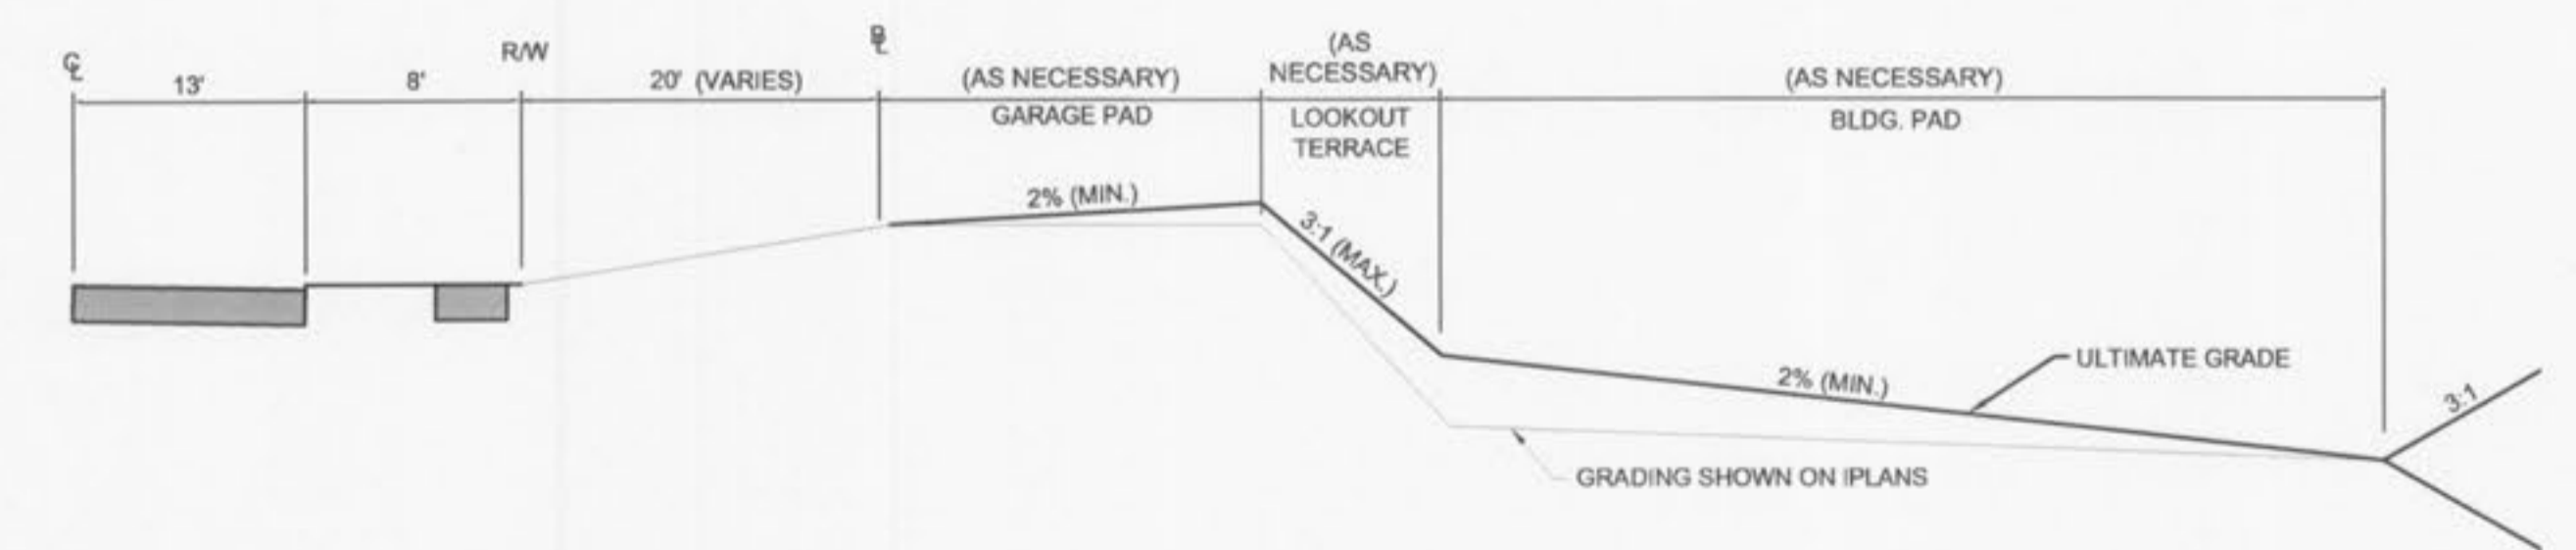 ℄
13'
8'
R/W
20' (VARIES)
(AS NECESSARY)
GARAGE PAD
(AS
NECESSARY)
LOOKOUT
TERRACE
(AS NECESSARY)
BLDG. PAD
2% (MIN.)
3:1 (MAX.)
2% (MIN.)
ULTIMATE GRADE
3:1
GRADING SHOWN ON IPLANS